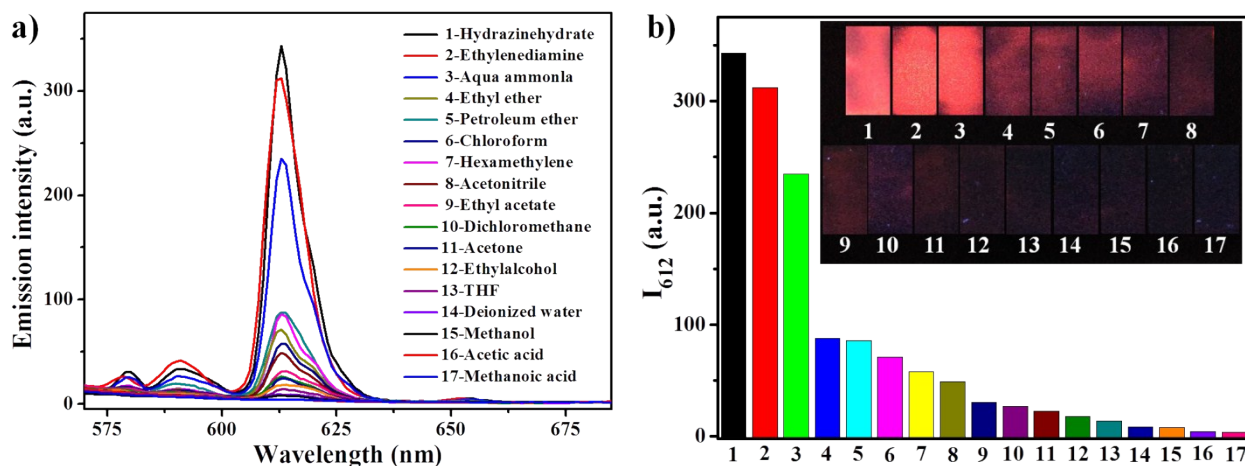 a)
Emission intensity (a.u.)
300
200
100
0
575
600
625
650
675
Wavelength (nm)
1-Hydrazinehydrate
2-Ethylenediamine
3-Aqua ammonla
4-Ethyl ether
5-Petroleum ether
6-Chloroform
7-Hexamethylene
8-Acetonitrile
9-Ethyl acetate
10-Dichloromethane
11-Acetone
12-Ethylalcohol
13-THF
14-Deionized water
15-Methanol
16-Acetic acid
17-Methanoic acid
b)
I612 (a.u.)
300
200
100
0
1 2 3 4 5 6 7 8
9 10 11 12 13 14 15 16 17
1 2 3 4 5 6 7 8 9 10 11 12 13 14 15 16 17